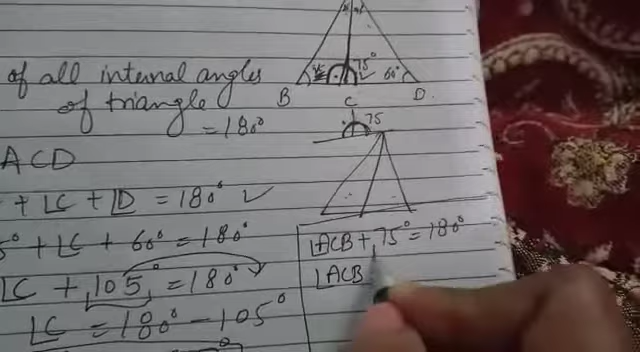 75°
60°
B
C
D
of all internal angles
of triangle
= 180°
75
ACD
+ ∠C + ∠D = 180° ✓
5° + ∠C + 60° = 180°
∠C + 105° = 180°
∠C = 180° - 105°
∠ACB + 75° = 180°
∠ACB